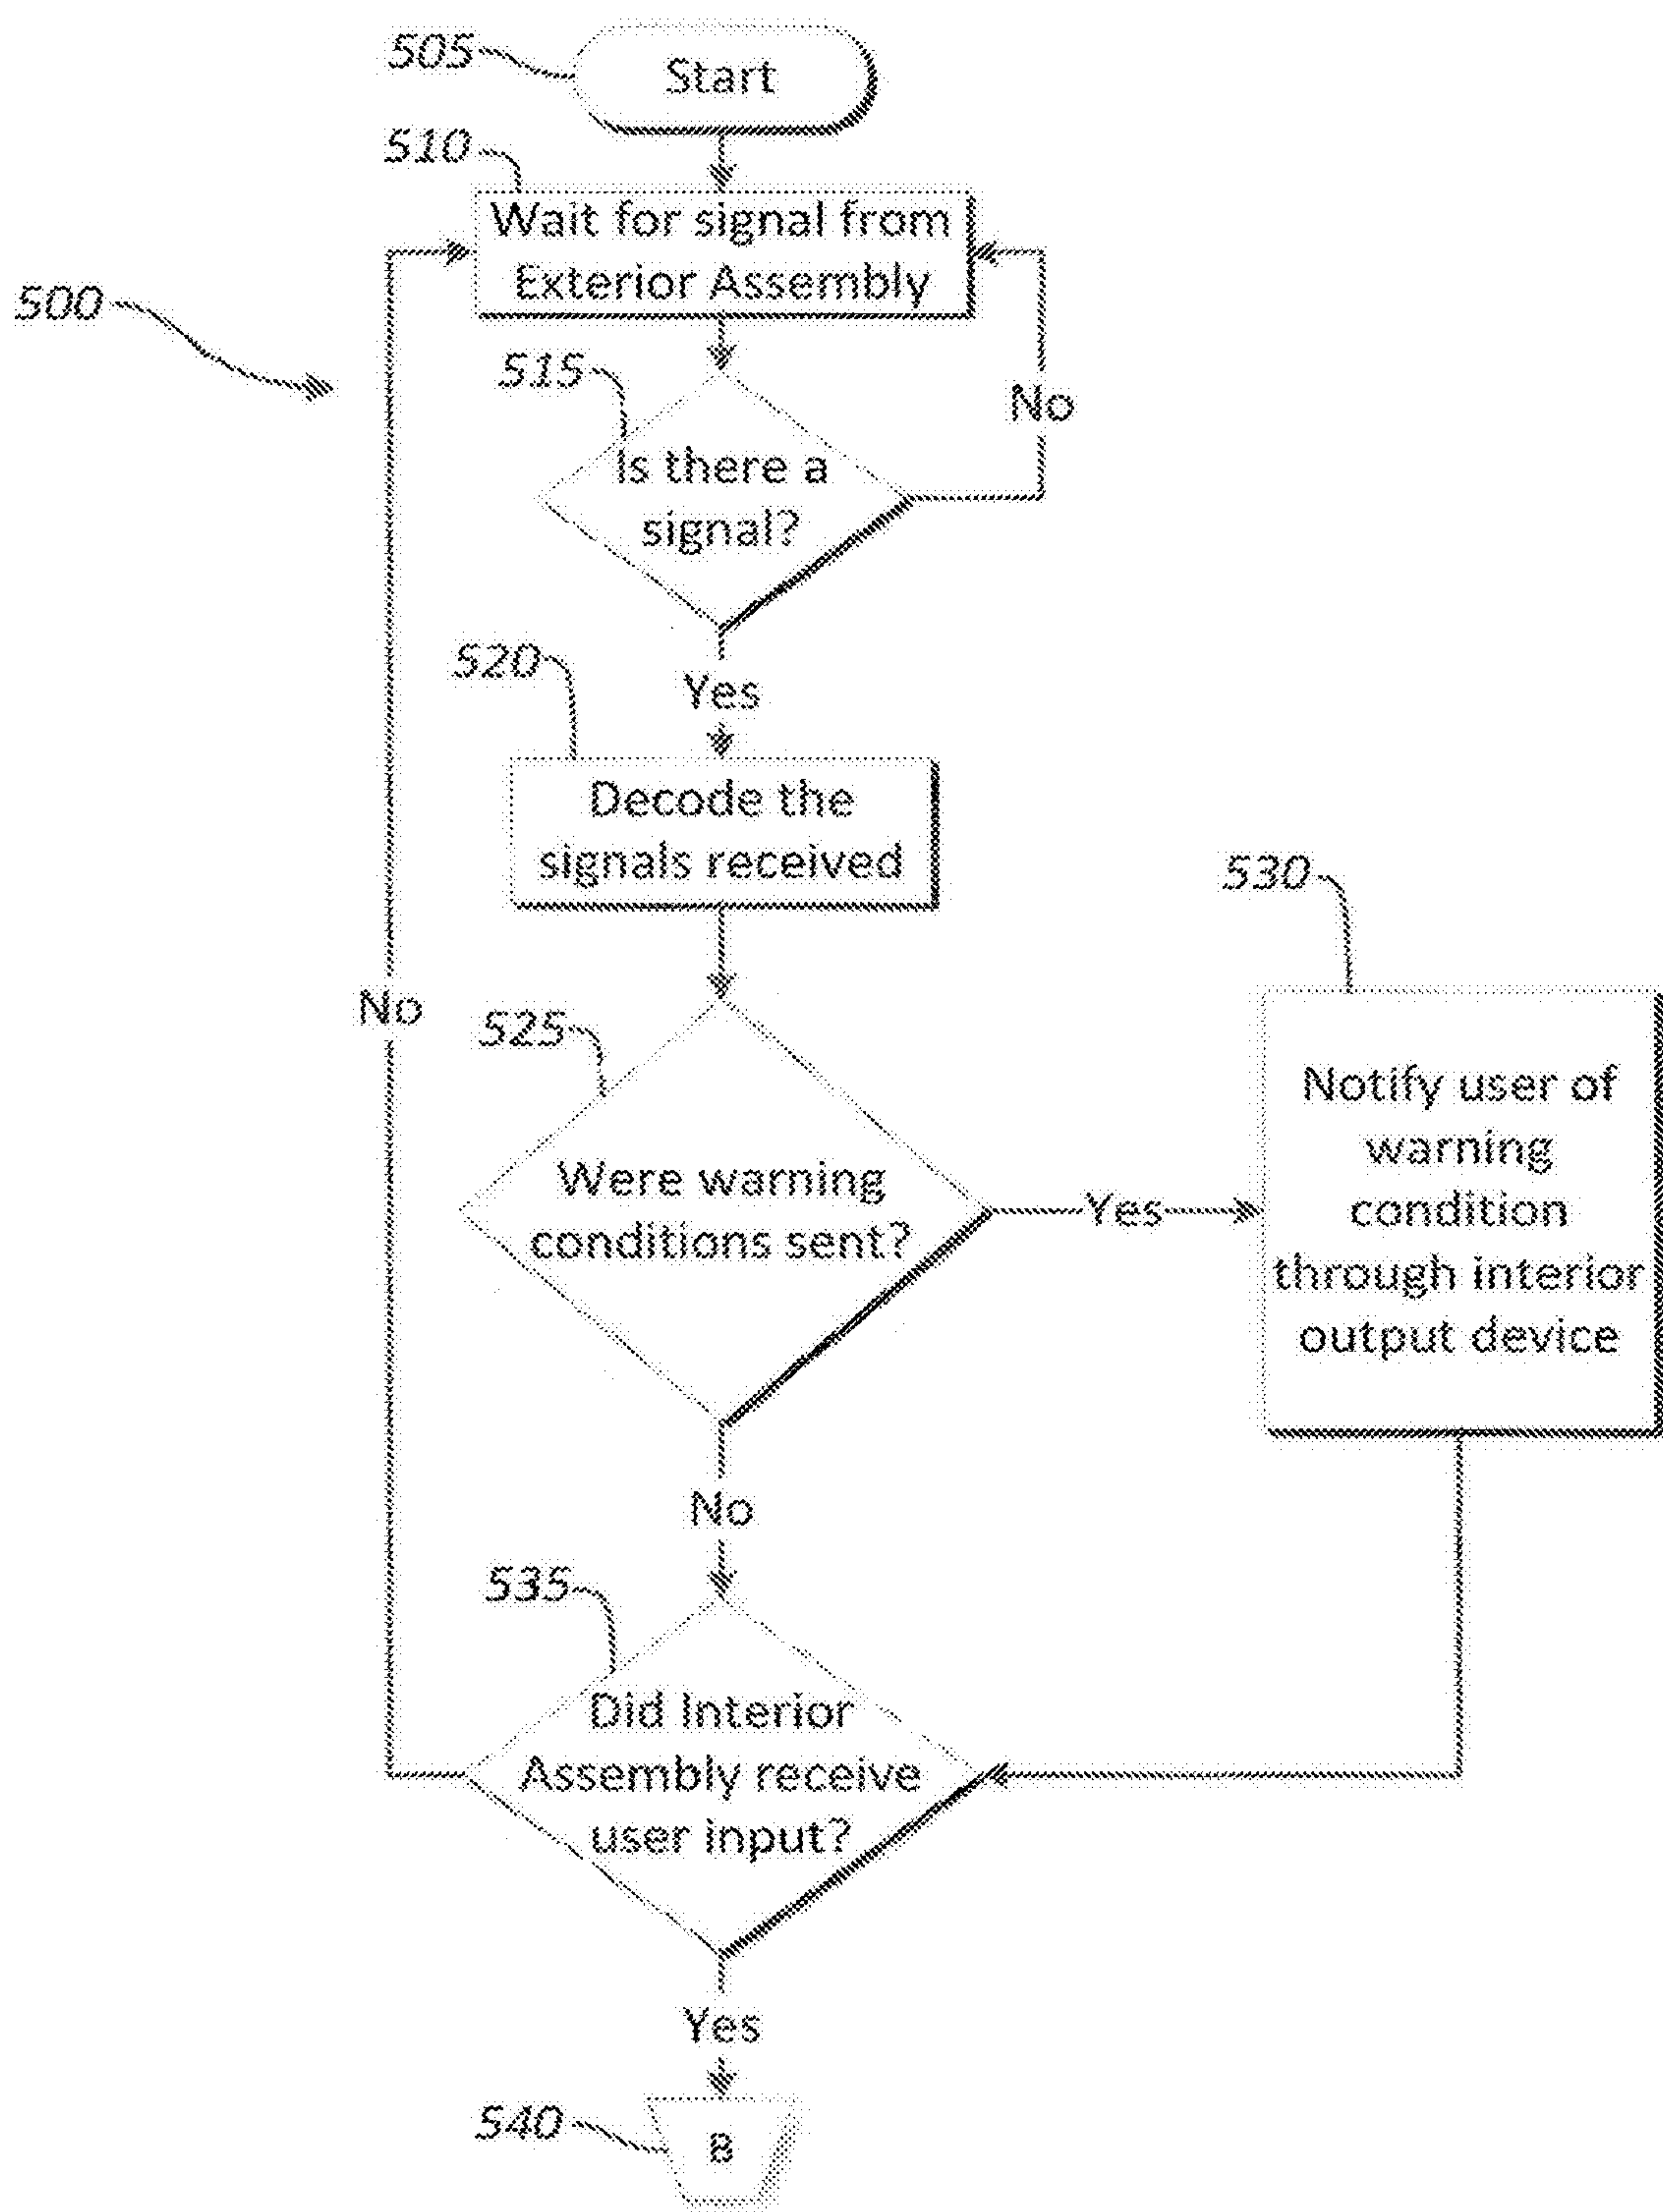 505
Start
510
Wait for signal from
Exterior Assembly
500
515
No
Is there a
signal?
520
Yes
Decode the
signals received
530
No
525
Notify user of
warning
condition
through interior
output device
Were warning
conditions sent?
Yes
No
535
Did Interior
Assembly receive
user input?
Yes
540
B